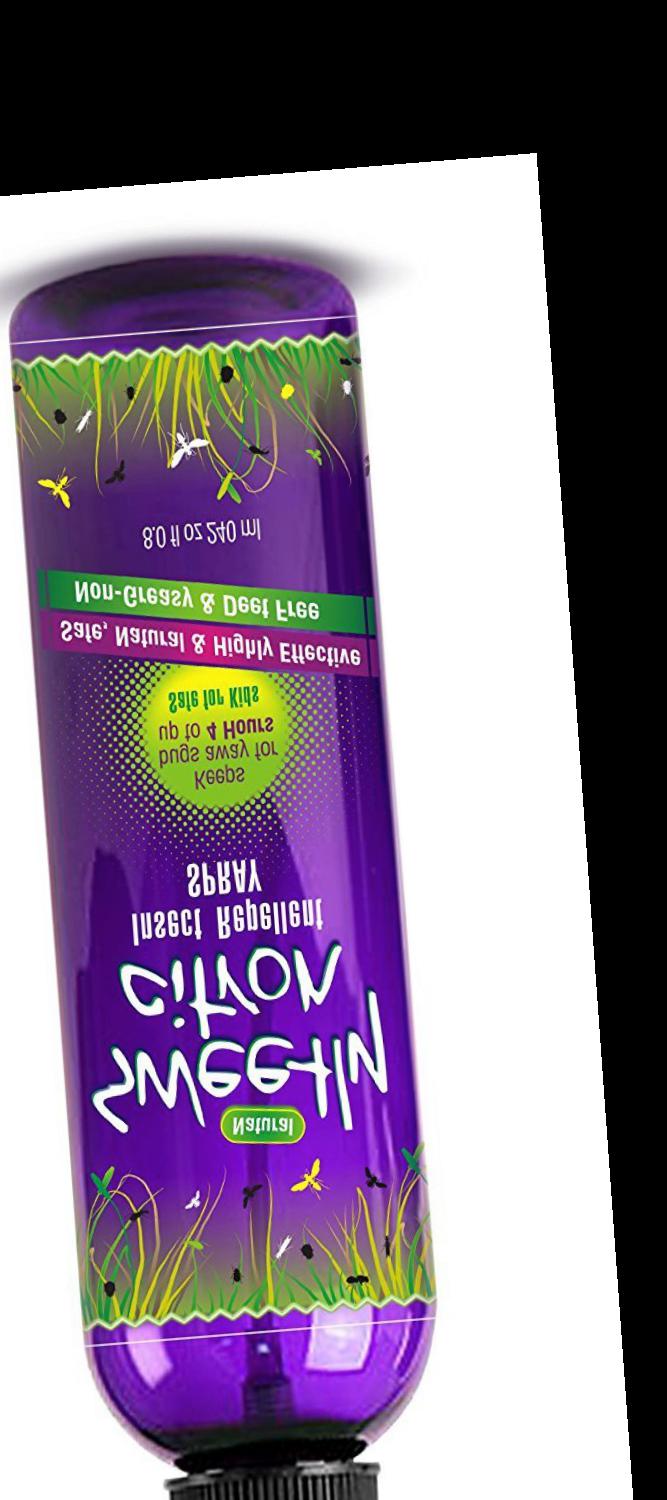 Natural
sweetly
citron
Insect Repellent
SPRAY
Keeps
bugs away for
up to 4 Hours
Safe for Kids
Safe, Natural & Highly Effective
Non-Greasy & Deet Free
8.0 fl oz 240 ml